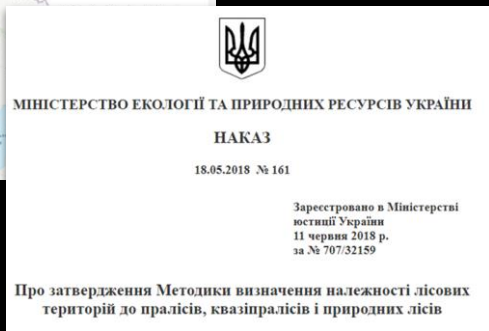 МІНІСТЕРСТВО ЕКОЛОГІЇ ТА ПРИРОДНИХ РЕСУРСІВ УКРАЇНИ
НАКАЗ
18.05.2018 № 161
Зареєстровано в Міністерстві
юстиції України
11 червня 2018 р.
за № 707/32159
Про затвердження Методики визначення належності лісових
територій до пралісів, квазіпралісів і природних лісів